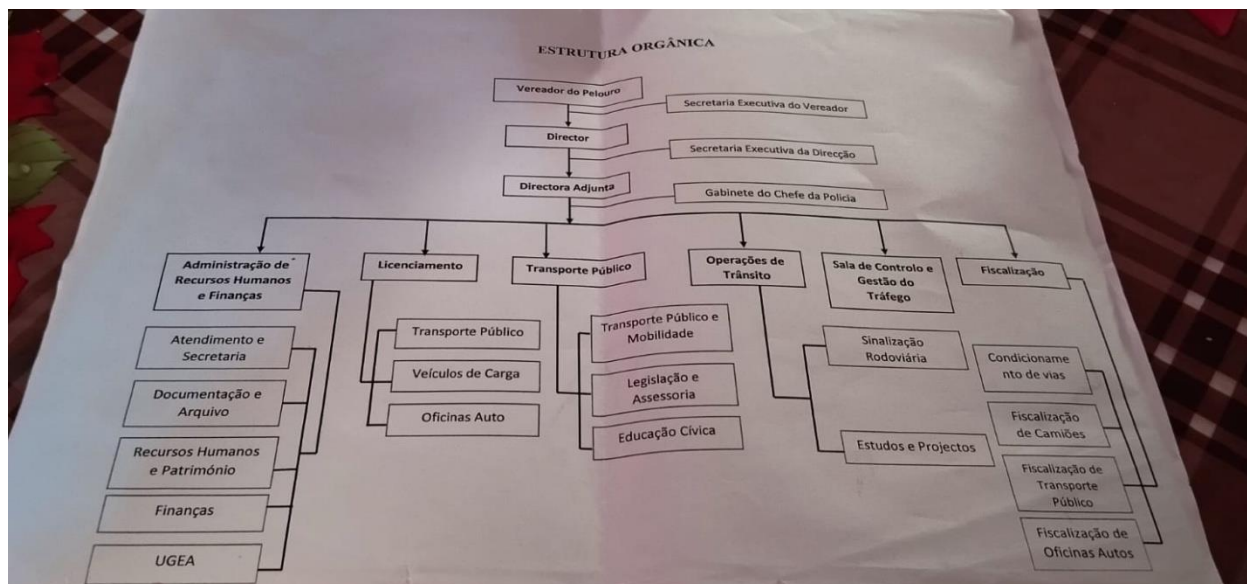 ESTRUTURA ORGÂNICA
Vereador do Pelouro
Secretaria Executiva do Vereador
Director
Secretaria Executiva da Direcção
Directora Adjunta
Gabinete do Chefe da Policia
Administração de
Recursos Humanos
e Finanças
Licenciamento
Transporte Público
Operações de
Trânsito
Sala de Controlo e
Gestão do
Tráfego
Fiscalização
Atendimento e
Secretaria
Documentação e
Arquivo
Recursos Humanos
e Património
Finanças
UGEA
Transporte Público
Veículos de Carga
Oficinas Auto
Transporte Público e
Mobilidade
Legislação e
Assessoria
Educação Cívica
Sinalização
Rodoviária
Estudos e Projectos
Condicioname
nto de vias
Fiscalização
de Camiões
Fiscalização de
Transporte
Público
Fiscalização de
Oficinas Autos